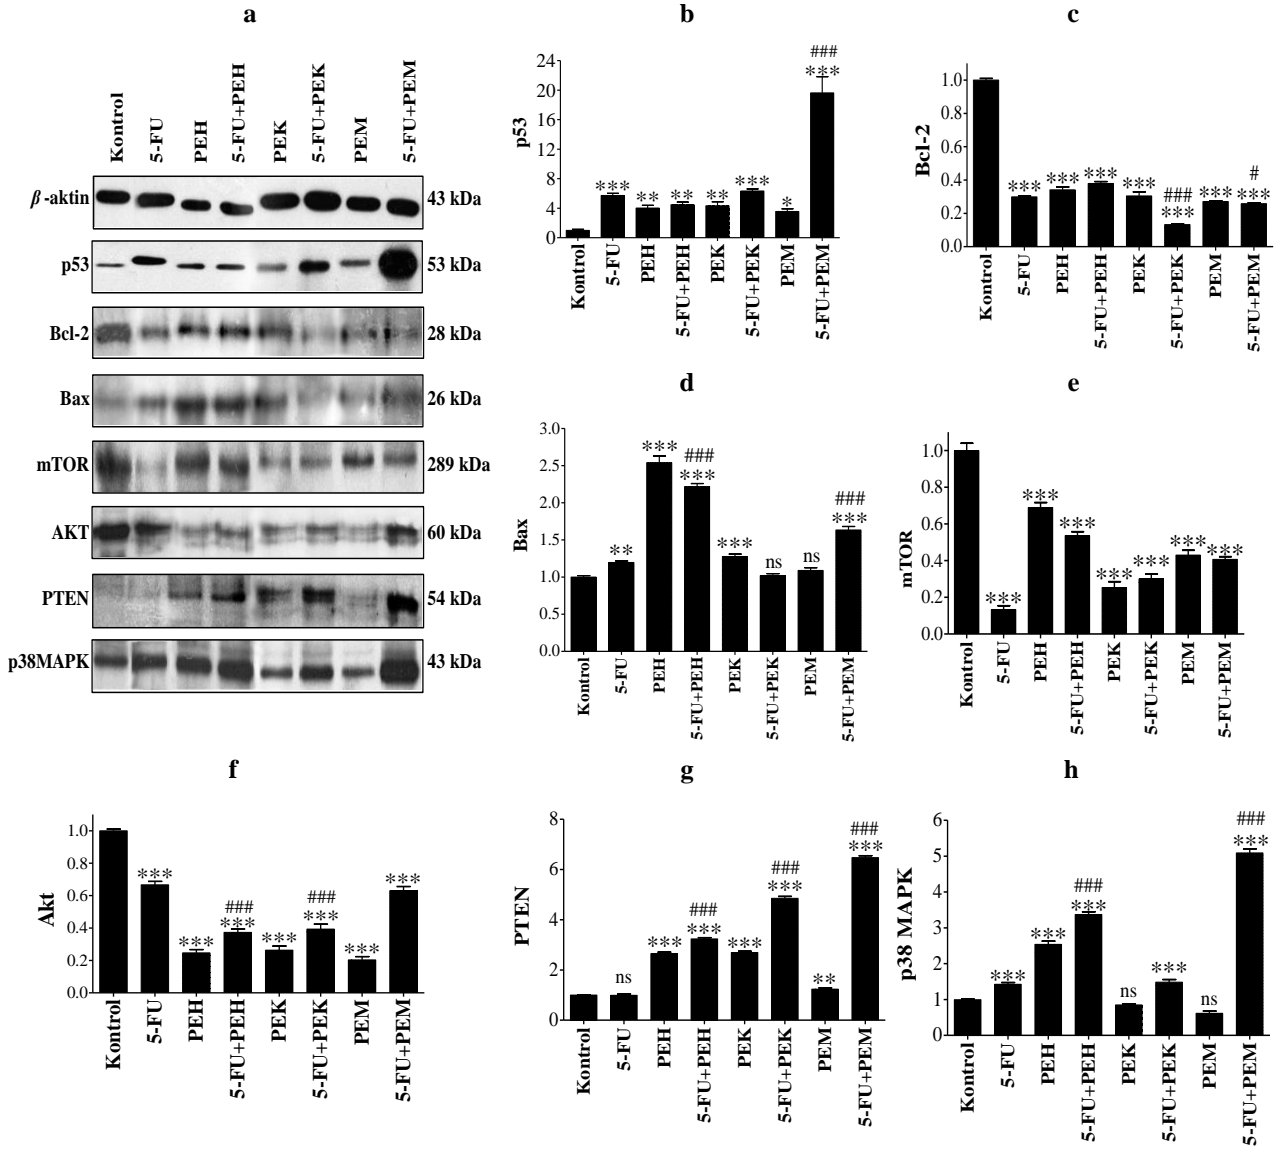 a
Kontrol
5-FU
PEH
5-FU+PEH
PEK
5-FU+PEK
PEM
5-FU+PEM
β-aktin
43 kDa
p53
53 kDa
Bcl-2
28 kDa
Bax
26 kDa
mTOR
289 kDa
AKT
60 kDa
PTEN
54 kDa
p38MAPK
43 kDa
b
p53
24
20
16
12
8
4
0
***
**
**
**
***
*
###
***
Kontrol
5-FU
PEH
5-FU+PEH
PEK
5-FU+PEK
PEM
5-FU+PEM
c
Bcl-2
1.0
0.8
0.6
0.4
0.2
0.0
***
***
***
***
###
***
***
#
***
Kontrol
5-FU
PEH
5-FU+PEH
PEK
5-FU+PEK
PEM
5-FU+PEM
d
Bax
3.0
2.5
2.0
1.5
1.0
0.5
0.0
**
***
###
***
***
ns
ns
###
***
Kontrol
5-FU
PEH
5-FU+PEH
PEK
5-FU+PEK
PEM
5-FU+PEM
e
mTOR
1.0
0.8
0.6
0.4
0.2
0.0
***
***
***
***
***
***
***
Kontrol
5-FU
PEH
5-FU+PEH
PEK
5-FU+PEK
PEM
5-FU+PEM
f
Akt
1.0
0.8
0.6
0.4
0.2
0.0
***
***
###
***
***
###
***
***
***
Kontrol
5-FU
PEH
5-FU+PEH
PEK
5-FU+PEK
PEM
5-FU+PEM
g
PTEN
8
6
4
2
0
ns
***
###
***
***
###
***
**
###
***
Kontrol
5-FU
PEH
5-FU+PEH
PEK
5-FU+PEK
PEM
5-FU+PEM
h
p38 MAPK
6
5
4
3
2
1
0
***
***
###
***
ns
***
ns
###
***
Kontrol
5-FU
PEH
5-FU+PEH
PEK
5-FU+PEK
PEM
5-FU+PEM